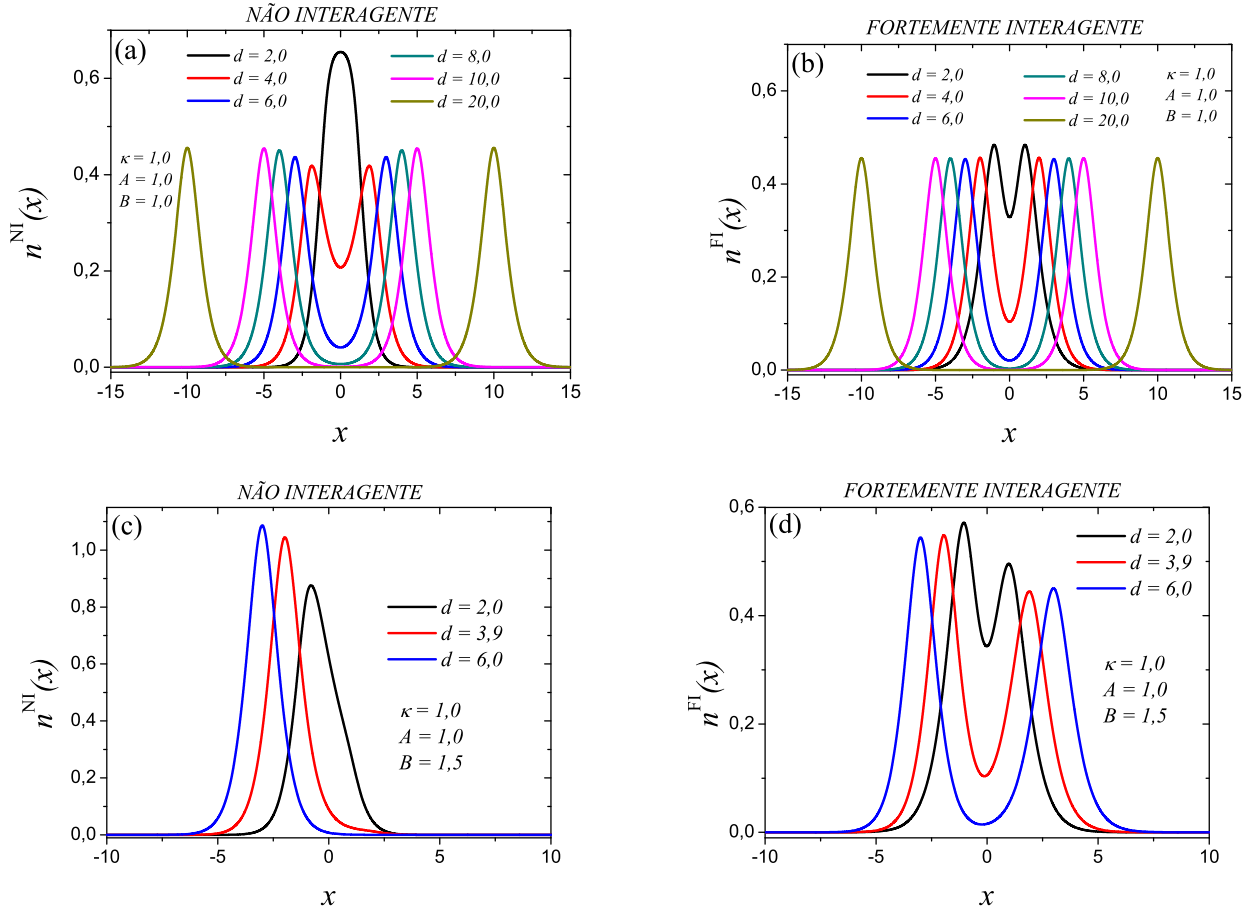 NÃO INTERAGENTE
(a)
d = 2,0
d = 4,0
d = 6,0
d = 8,0
d = 10,0
d = 20,0
κ = 1,0
A = 1,0
B = 1,0
0,6
0,4
0,2
0,0
-15 -10 -5 0 5 10 15
n^NI(x)
x
FORTEMENTE INTERAGENTE
(b)
d = 2,0
d = 4,0
d = 6,0
d = 8,0
d = 10,0
d = 20,0
κ = 1,0
A = 1,0
B = 1,0
0,6
0,4
0,2
0,0
-15 -10 -5 0 5 10 15
n^FI(x)
x
NÃO INTERAGENTE
(c)
d = 2,0
d = 3,9
d = 6,0
κ = 1,0
A = 1,0
B = 1,5
1,0
0,8
0,6
0,4
0,2
0,0
-10 -5 0 5 10
n^NI(x)
x
FORTEMENTE INTERAGENTE
(d)
d = 2,0
d = 3,9
d = 6,0
κ = 1,0
A = 1,0
B = 1,5
0,6
0,4
0,2
0,0
-10 -5 0 5 10
n^FI(x)
x